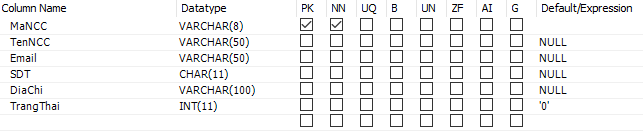 Column Name Datatype PK NN UQ B UN ZF AI G Default/Expression
MaNCC VARCHAR(8)
TenNCC VARCHAR(50) NULL
Email VARCHAR(50) NULL
SDT CHAR(11) NULL
DiaChi VARCHAR(100) NULL
TrangThai INT(11) '0'